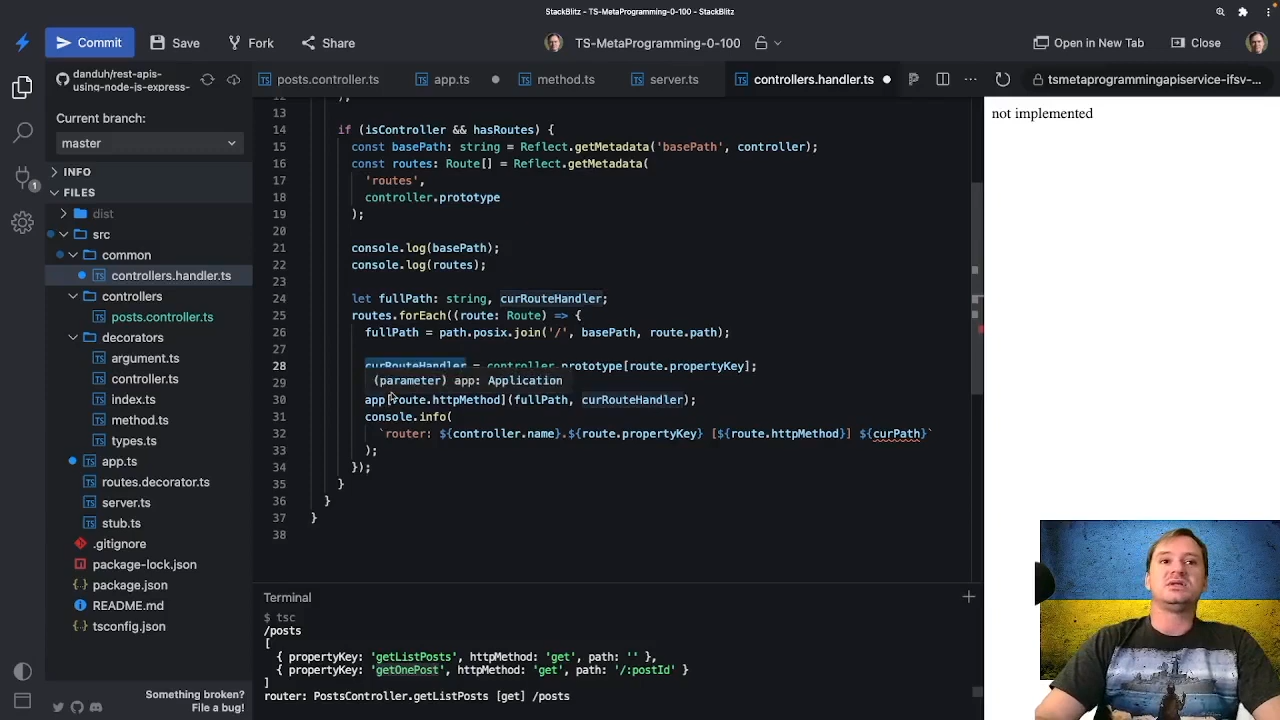 StackBlitz - TS-MetaProgramming-0-100 - StackBlitz
Commit Save Fork Share TS-MetaProgramming-0-100 Open in New Tab Close
danduh/rest-apis-
using-node-js-express-
posts.controller.ts app.ts method.ts server.ts controllers.handler.ts tsmetaprogrammingapiservice-ifsv-...
Current branch:
master
1
INFO
FILES
dist
src
common
controllers.handler.ts
controllers
posts.controller.ts
decorators
argument.ts
controller.ts
index.ts
method.ts
types.ts
app.ts
routes.decorator.ts
server.ts
stub.ts
.gitignore
package-lock.json
package.json
README.md
tsconfig.json
Something broken?
File a bug!
13
14 if (isController && hasRoutes) {
15 const basePath: string = Reflect.getMetadata('basePath', controller);
16 const routes: Route[] = Reflect.getMetadata(
17 'routes',
18 controller.prototype
19 );
20
21 console.log(basePath);
22 console.log(routes);
23
24 let fullPath: string, curRouteHandler;
25 routes.forEach((route: Route) => {
26 fullPath = path.posix.join('/', basePath, route.path);
27
28 curRouteHandler = controller.prototype[route.propertyKey];
29 (parameter) app: Application
30 app[route.httpMethod](fullPath, curRouteHandler);
31 console.info(
32 `router: ${controller.name}.${route.propertyKey} [${route.httpMethod}] ${curPath}`
33 );
34 });
35 }
36 }
37 }
38
Terminal
$ tsc
/posts
[
{ propertyKey: 'getListPosts', httpMethod: 'get', path: '' },
{ propertyKey: 'getOnePost', httpMethod: 'get', path: '/:postId' }
]
router: PostsController.getListPosts [get] /posts
not implemented